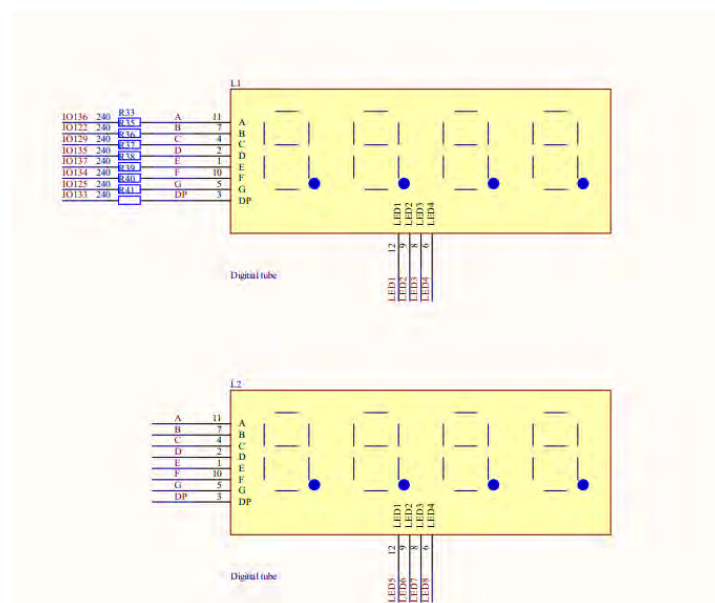 L1
R33
IO136 240 A 11 A
R35
IO122 240 B 7 B
R36
IO129 240 C 4 C
R37
IO135 240 D 2 D
R38
IO137 240 E 1 E
R39
IO134 240 F 10 F
R40
IO125 240 G 5 G
R41
IO133 240 DP 3 DP
LED1
LED2
LED3
LED4
12
9
8
6
LED1
LED2
LED3
LED4
Digitial tube
L2
A 11 A
B 7 B
C 4 C
D 2 D
E 1 E
F 10 F
G 5 G
DP 3 DP
LED1
LED2
LED3
LED4
12
9
8
6
LED5
LED6
LED7
LED8
Digitial tube